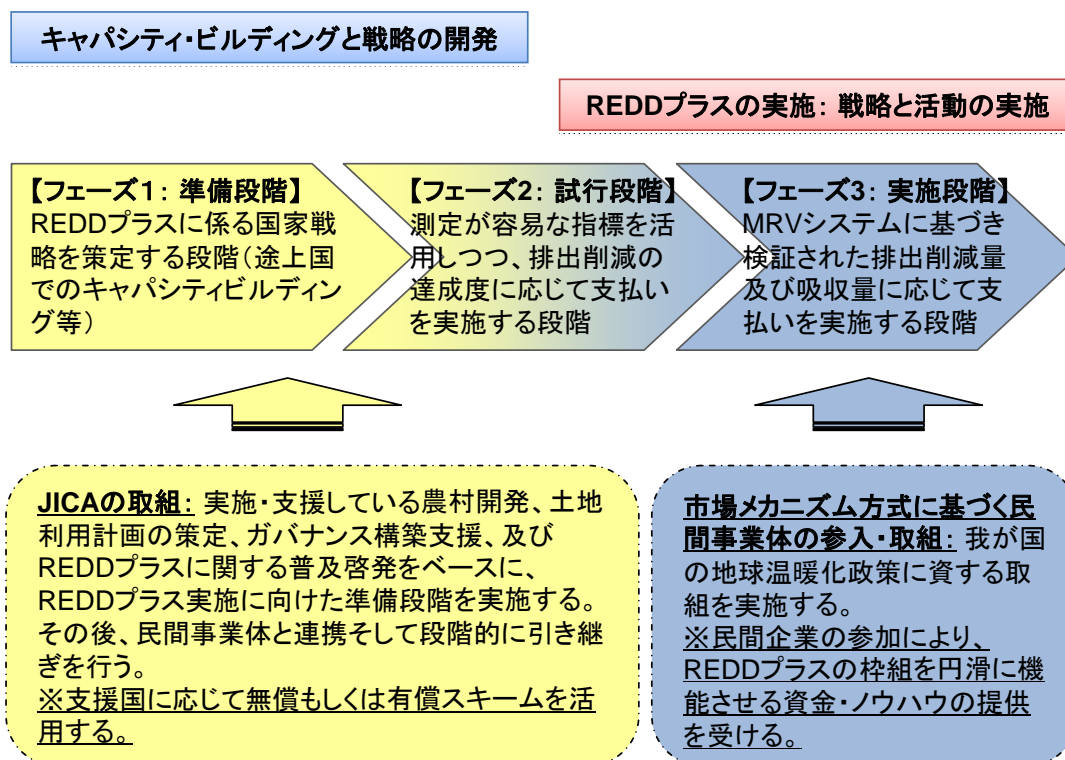 キャパシティ・ビルディングと戦略の開発
REDDプラスの実施: 戦略と活動の実施
【フェーズ1: 準備段階】
REDDプラスに係る国家戦
略を策定する段階(途上国
でのキャパシティビルディン
グ等)
【フェーズ2: 試行段階】
測定が容易な指標を活
用しつつ、排出削減の
達成度に応じて支払い
を実施する段階
【フェーズ3: 実施段階】
MRVシステムに基づき
検証された排出削減量
及び吸収量に応じて支
払いを実施する段階
JICAの取組: 実施・支援している農村開発、土地
利用計画の策定、ガバナンス構築支援、及び
REDDプラスに関する普及啓発をベースに、
REDDプラス実施に向けた準備段階を実施する。
その後、民間事業体と連携そして段階的に引き継
ぎを行う。
※支援国に応じて無償もしくは有償スキームを活
用する。
市場メカニズム方式に基づく民
間事業体の参入・取組: 我が国
の地球温暖化政策に資する取
組を実施する。
※民間企業の参加により、
REDDプラスの枠組を円滑に機
能させる資金・ノウハウの提供
を受ける。